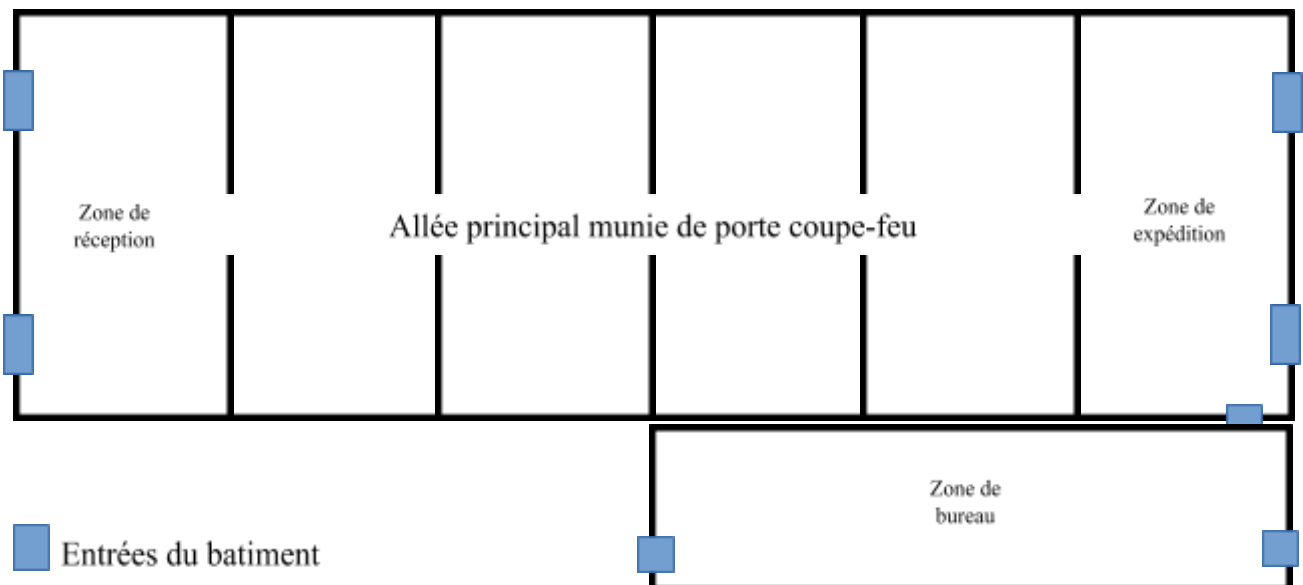 Zone de
réception
Allée principal munie de porte coupe-feu
Zone de
expédition
Zone de
bureau
Entrées du batiment